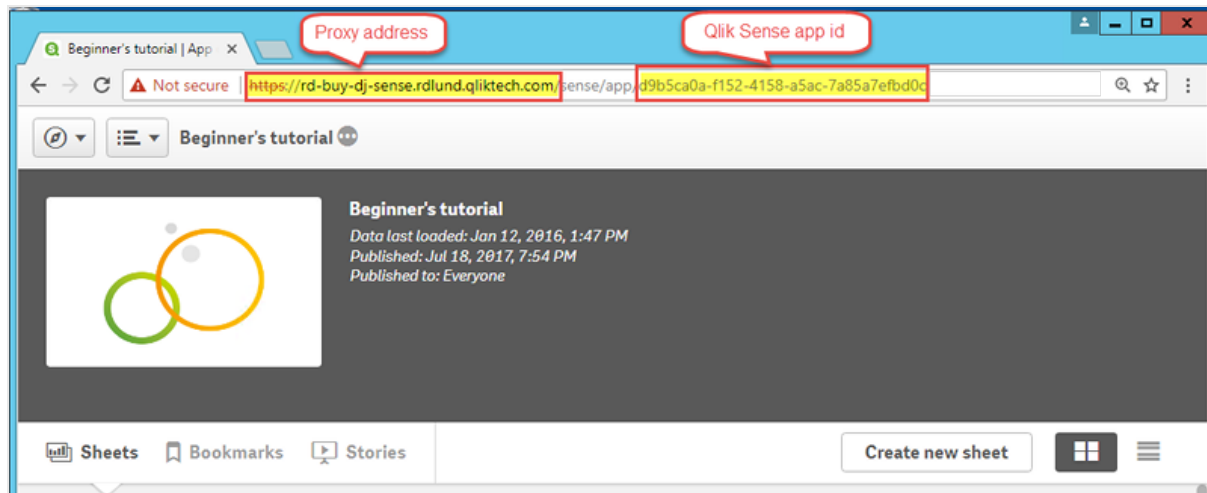 Proxy address
Qlik Sense app id
Beginner's tutorial | App
Not secure https://rd-buy-dj-sense.rdlund.qliktech.com/sense/app/d9b5ca0a-f152-4158-a5ac-7a85a7efbd0c
Beginner's tutorial
Beginner's tutorial
Data last loaded: Jan 12, 2016, 1:47 PM
Published: Jul 18, 2017, 7:54 PM
Published to: Everyone
Sheets Bookmarks Stories Create new sheet